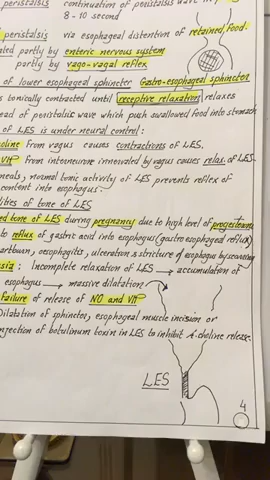 peristalsis continuation of peristaltic wave in
8-10 second
peristalsis via esophageal distention of retained food.
ated partly by enteric nervous system
partly by vago-vagal reflex
of lower esophageal sphincter Gastro-esophageal sphincter
s tonically contracted until receptive relaxation relaxes
ead of peristaltic wave which push swallowed food into stomach
of LES is under neural control:
oline from vagus causes contractions of LES,
VIP from interneurone innervated by vagus causes relax. of LES.
meals, normal tonic activity of LES prevents reflex of
content into esophagus
lities of tone of LES
ed tone of LES during pregnancy due to high level of progesterone
to reflux of gastric acid into esophagus (gastroesophageal reflux)
artburn, esophagitis, ulceration & stricture of esophagus by scarring
asia: Incomplete relaxation of LES → accumulation of
esophagus → massive dilatation
failure of release of NO and VIP
Dilatation of sphincter, esophageal muscle incision or
njection of botulinum toxin in LES to inhibit A.choline release.
LES
4